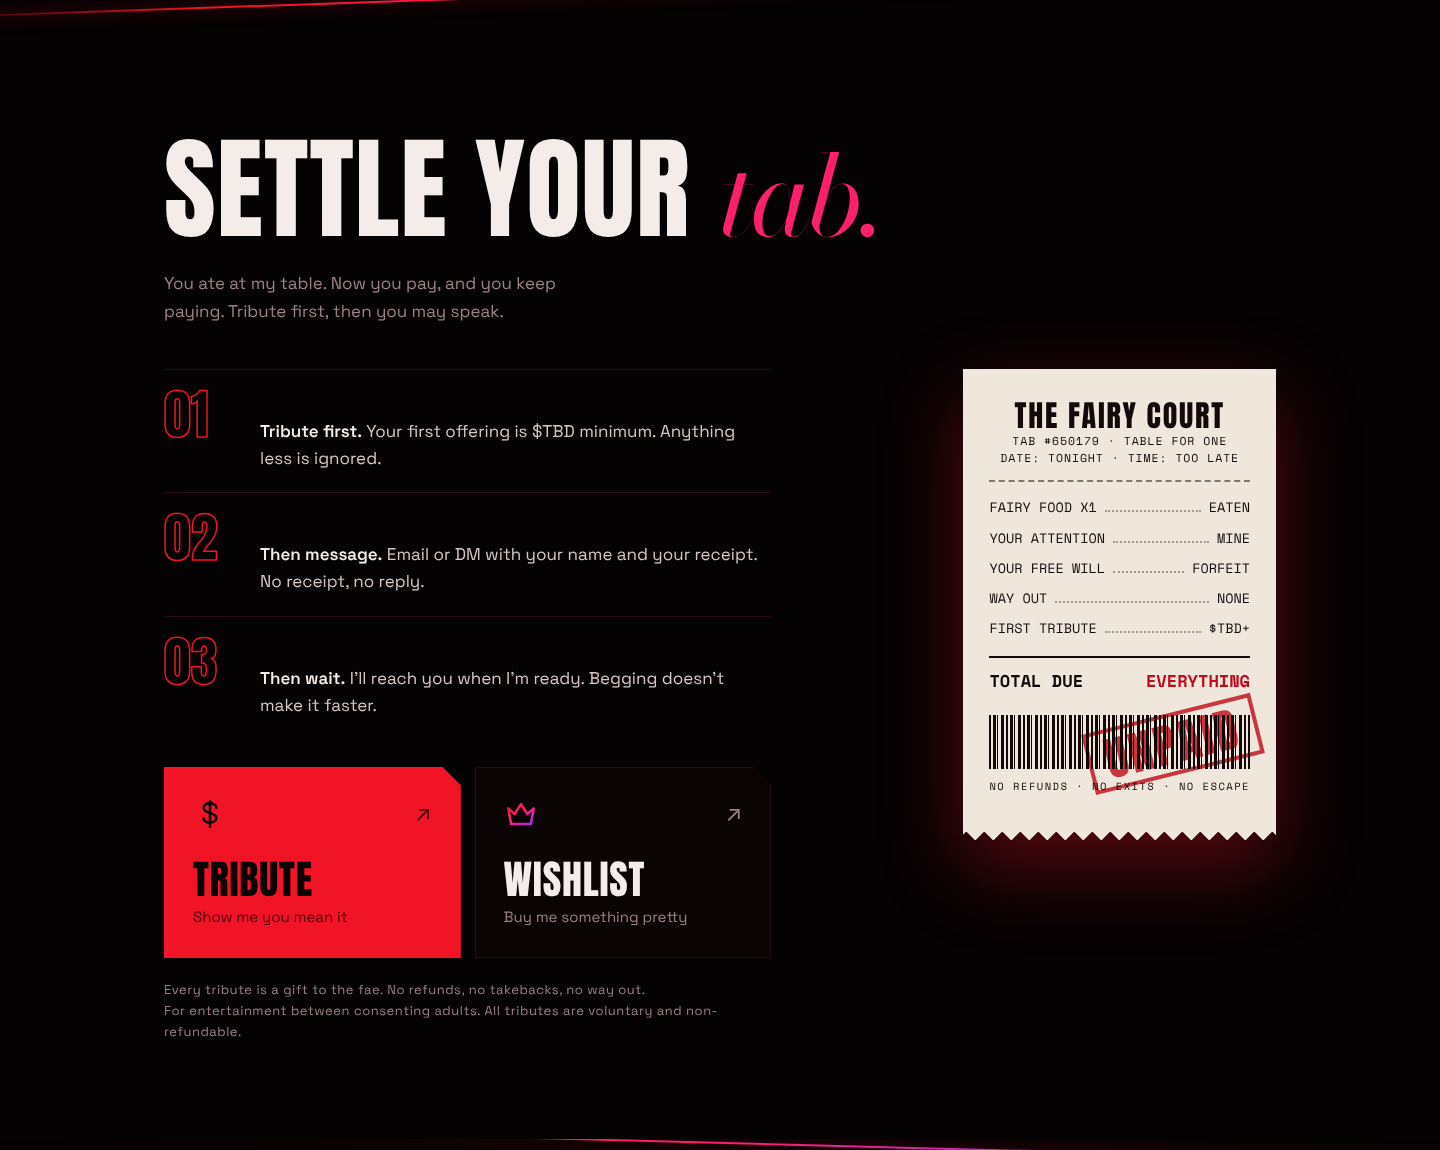 SETTLE YOUR tab.
You ate at my table. Now you pay, and you keep
paying. Tribute first, then you may speak.
01
Tribute first. Your first offering is $TBD minimum. Anything
less is ignored.
02
Then message. Email or DM with your name and your receipt.
No receipt, no reply.
03
Then wait. I'll reach you when I'm ready. Begging doesn't
make it faster.
$
TRIBUTE
Show me you mean it
WISHLIST
Buy me something pretty
Every tribute is a gift to the fae. No refunds, no takebacks, no way out.
For entertainment between consenting adults. All tributes are voluntary and non-
refundable.
THE FAIRY COURT
TAB #650179 · TABLE FOR ONE
DATE: TONIGHT · TIME: TOO LATE
FAIRY FOOD X1 EATEN
YOUR ATTENTION MINE
YOUR FREE WILL FORFEIT
WAY OUT NONE
FIRST TRIBUTE $TBD+
TOTAL DUE EVERYTHING
UNPAID
NO REFUNDS · NO EXITS · NO ESCAPE